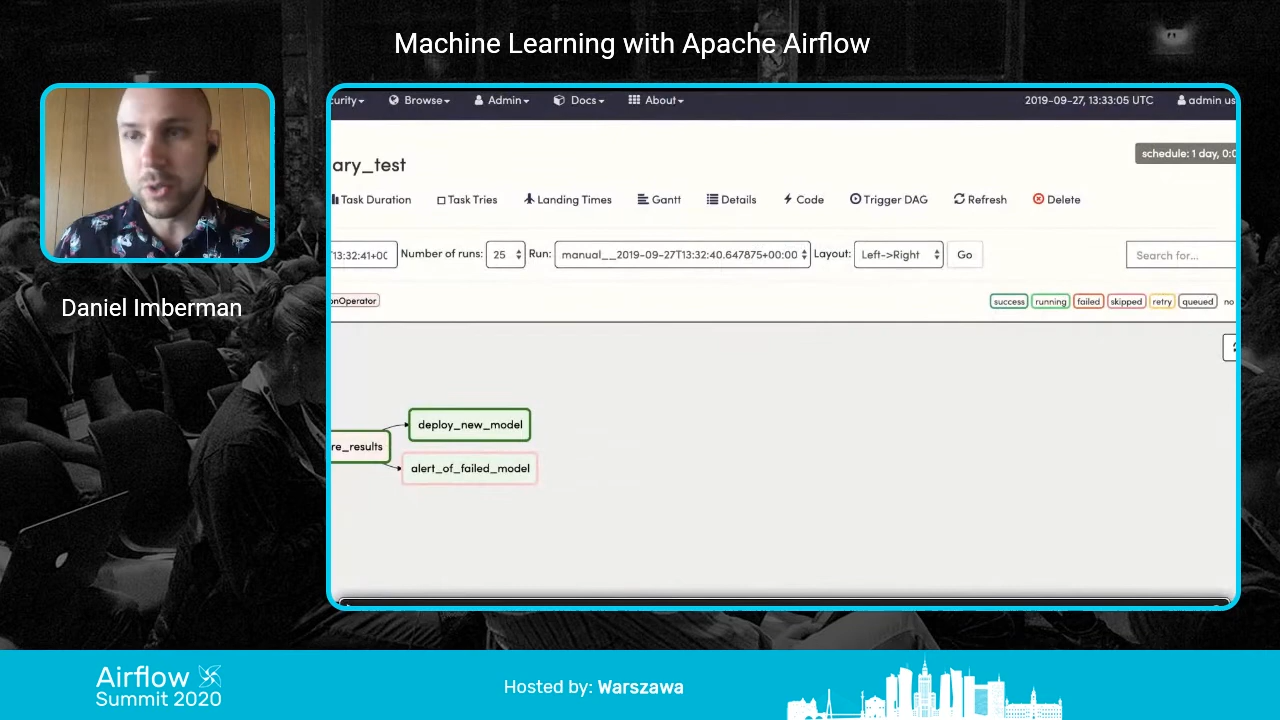 Machine Learning with Apache Airflow
curity Browse Admin Docs About 2019-09-27, 13:33:05 UTC admin us
ary_test
schedule: 1 day, 0:0
Task Duration Task Tries Landing Times Gantt Details Code Trigger DAG Refresh Delete
13:32:41+00 Number of runs: 25 Run: manual__2019-09-27T13:32:40.647875+00:00 Layout: Left->Right Go Search for...
onOperator success running failed skipped retry queued no
deploy_new_model
re_results
alert_of_failed_model
Daniel Imberman
Airflow
Summit 2020
Hosted by: Warszawa